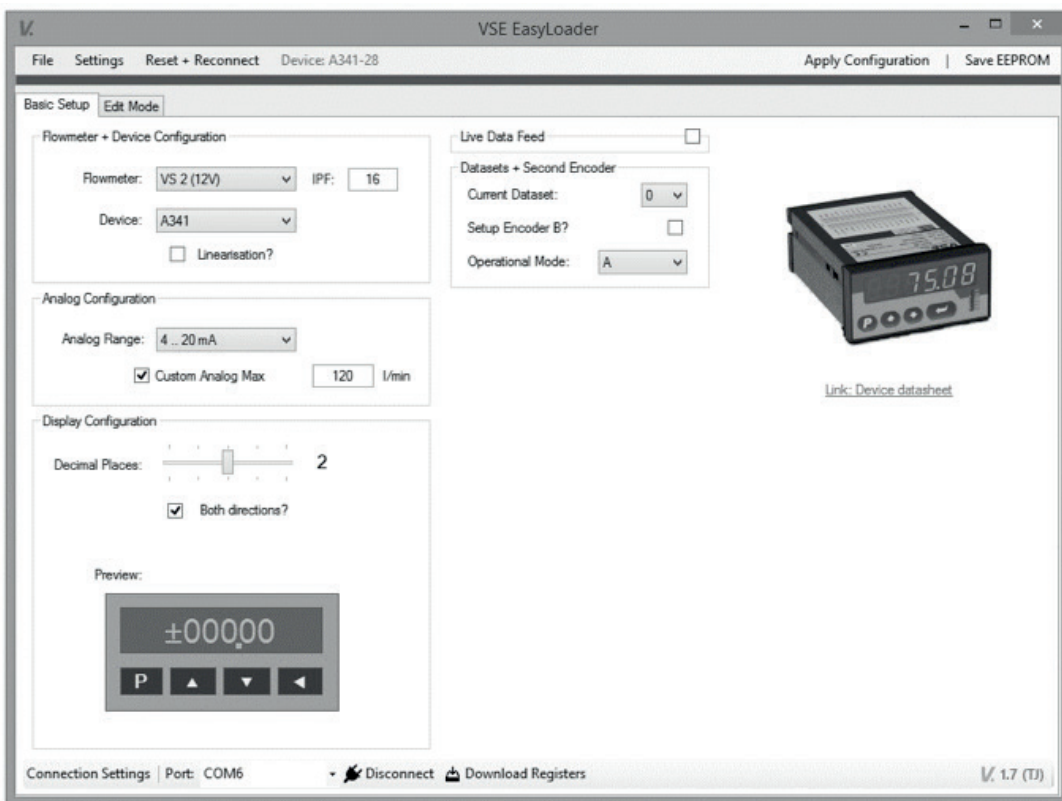 V. VSE EasyLoader
File Settings Reset + Reconnect Device: A341-28 Apply Configuration | Save EEPROM
Basic Setup Edit Mode
Flowmeter + Device Configuration
Flowmeter: VS 2 (12V) IPF: 16
Device: A341
Linearisation?
Analog Configuration
Analog Range: 4 .. 20 mA
Custom Analog Max 120 l/min
Display Configuration
Decimal Places: 2
Both directions?
Preview:
±000.00
P
Live Data Feed
Datasets + Second Encoder
Current Dataset: 0
Setup Encoder B?
Operational Mode: A
75.08
P
Link: Device datasheet
Connection Settings | Port: COM6 Disconnect Download Registers V. 1.7 (TJ)